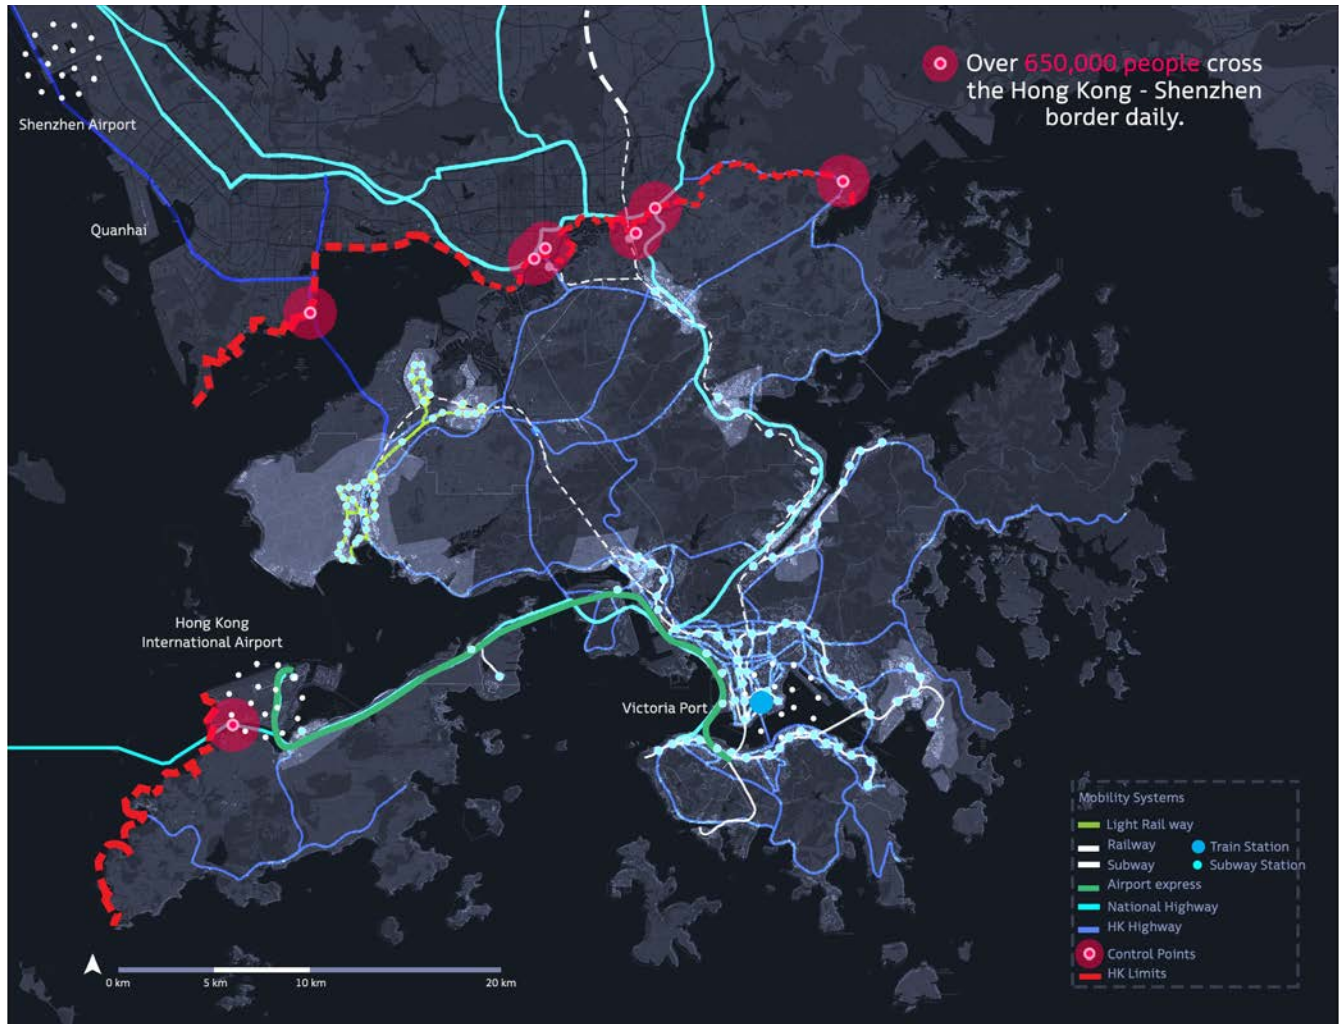 Over 650,000 people cross
the Hong Kong - Shenzhen
border daily.
Shenzhen Airport
Quanhai
Hong Kong
International Airport
Victoria Port
Mobility Systems
Light Rail way
Railway
Train Station
Subway
Subway Station
Airport express
National Highway
HK Highway
Control Points
HK Limits
0 km
5 km
10 km
20 km